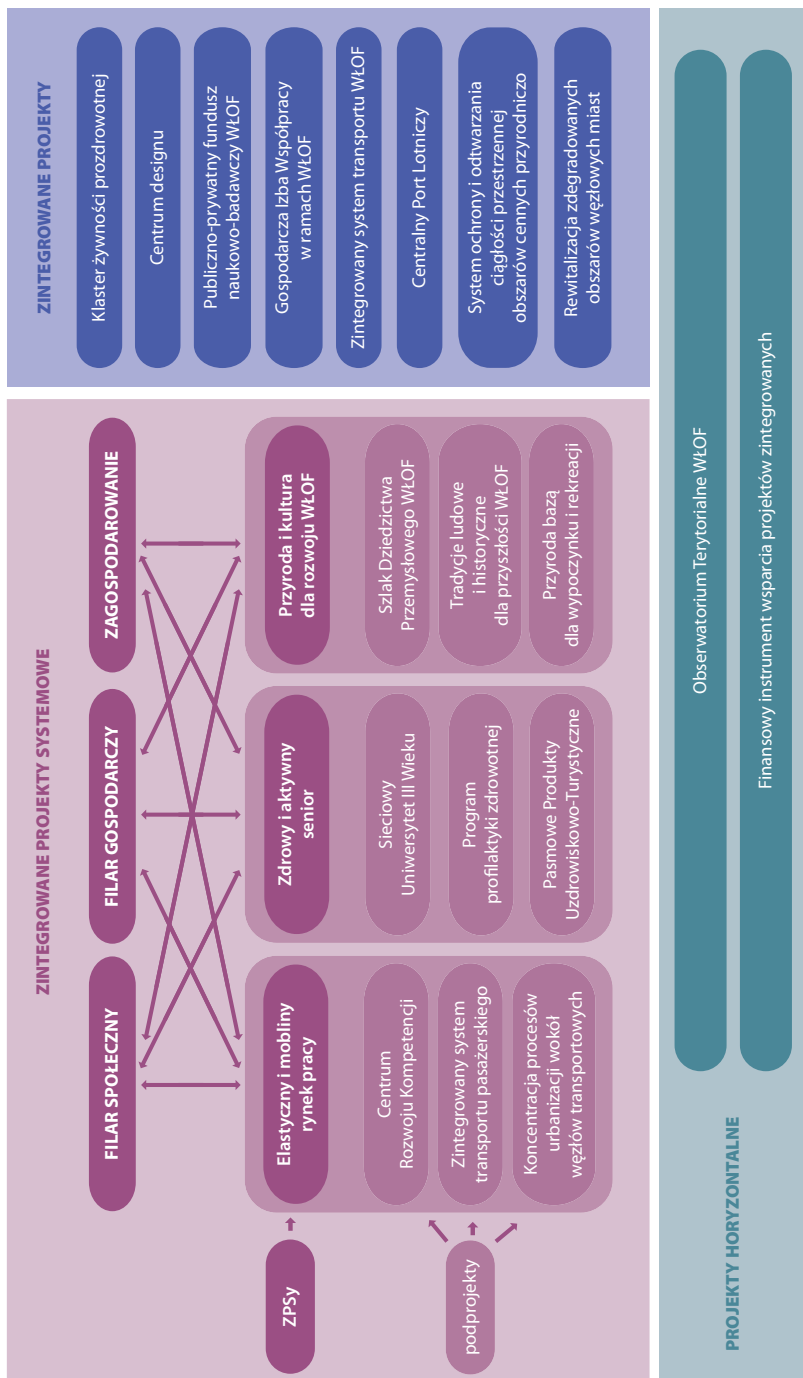 ZINTEGROWANE PROJEKTY SYSTEMOWE
FILAR SPOŁECZNY
FILAR GOSPODARCZY
ZAGOSPODAROWANIE
ZPSy
Elastyczny i mobliny
rynek pracy
Zdrowy i aktywny
senior
Przyroda i kultura
dla rozwoju WŁOF
podprojekty
Centrum
Rozwoju Kompetencji
Zintegrowany system
transportu pasażerskiego
Koncentracja procesów
urbanizacji wokół
węzłów transportowych
Sieciowy
Uniwersytet III Wieku
Program
profilaktyki zdrowotnej
Pasmowe Produkty
Uzdrowiskowo-Turystyczne
Szlak Dziedzictwa
Przemysłowego WŁOF
Tradycje ludowe
i historyczne
dla przyszłości WŁOF
Przyroda bazą
dla wypoczynku i rekreacji
ZINTEGROWANE PROJEKTY
Klaster żywności prozdrowotnej
Centrum designu
Publiczno-prywatny fundusz
naukowo-badawczy WŁOF
Gospodarcza Izba Współpracy
w ramach WŁOF
Zintegrowany system transportu WŁOF
Centralny Port Lotniczy
System ochrony i odtwarzania
ciągłości przestrzennej
obszarów cennych przyrodniczo
Rewitalizacja zdegradowanych
obszarów węzłowych miast
PROJEKTY HORYZONTALNE
Obserwatorium Terytorialne WŁOF
Finansowy instrument wsparcia projektów zintegrowanych